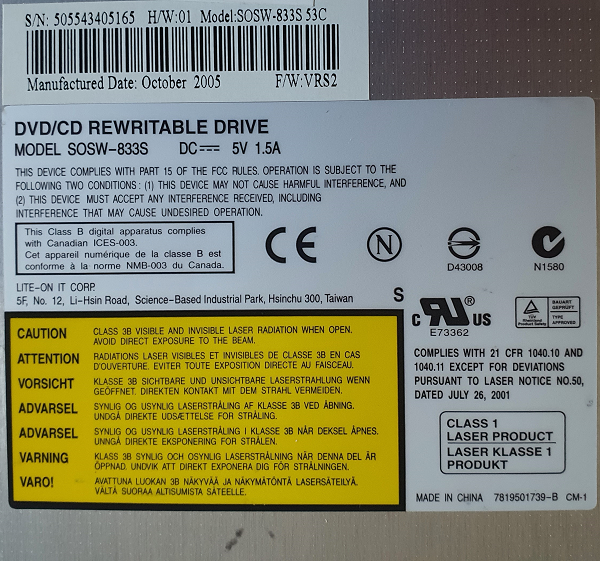 S/N: 505543405165 H/W:01 Model:SOSW-833S 53C
Manufactured Date: October 2005 F/W:VRS2
DVD/CD REWRITABLE DRIVE
MODEL SOSW-833S DC 5V 1.5A
THIS DEVICE COMPLIES WITH PART 15 OF THE FCC RULES. OPERATION IS SUBJECT TO THE
FOLLOWING TWO CONDITIONS : (1) THIS DEVICE MAY NOT CAUSE HARMFUL INTERFERENCE, AND
(2) THIS DEVICE MUST ACCEPT ANY INTERFERENCE RECEIVED, INCLUDING
INTERFERENCE THAT MAY CAUSE UNDESIRED OPERATION.
This Class B digital apparatus complies
with Canadian ICES-003.
Cet appareil numérique de la classe B est
conforme à la norme NMB-003 du Canada.
CE
N
D43008
N1580
LITE-ON IT CORP.
5F, No. 12, Li-Hsin Road, Science-Based Industrial Park, Hsinchu 300, Taiwan
S
c RU ® US
E73362
TÜV
Product Safety
BAUART
GEPRÜFT
TYPE
APPROVED
CAUTION CLASS 3B VISIBLE AND INVISIBLE LASER RADIATION WHEN OPEN.
AVOID DIRECT EXPOSURE TO THE BEAM.
ATTENTION RADIATIONS LASER VISIBLES ET INVISIBLES DE CLASSE 3B EN CAS
D'OUVERTURE. EVITER TOUTE EXPOSITION DIRECTE AU FAISCEAU.
VORSICHT KLASSE 3B SICHTBARE UND UNSICHTBARE LASERSTRAHLUNG WENN
GEÖFFNET. DIREKTEN KONTAKT MIT DEM STRAHL VERMEIDEN.
ADVARSEL SYNLIG OG USYNLIG LASERSTRÅLING AF KLASSE 3B VED ÅBNING.
UNDGÅ DIREKTE UDSÆTTELSE FOR STRÅLING.
ADVARSEL SYNLIG OG USYNLIG LASERSTRÅLING I KLASSE 3B NÅR DEKSEL ÅPNES.
UNNGÅ DIREKTE EKSPONERING FOR STRÅLING.
VARNING KLASS 3B SYNLIG OCH OSYNLIG LASERSTRÅLNING NÄR DENNA DEL ÄR
ÖPPNAD. UNDVIK ATT DIREKT EXPONERA DIG FÖR STRÅLNINGEN.
VARO! AVATTUNA LUOKAN 3B NÄKYVÄÄ JA NÄKYMÄTÖNTÄ LASERSÄTEILYÄ.
VÄLTÄ SUORAA ALTISUMISTA SÄTEELLE.
COMPLIES WITH 21 CFR 1040.10 AND
1040.11 EXCEPT FOR DEVIATIONS
PURSUANT TO LASER NOTICE NO.50,
DATED JULY 26, 2001
CLASS 1
LASER PRODUCT
LASER KLASSE 1
PRODUKT
MADE IN CHINA 7819501739-B CM-1